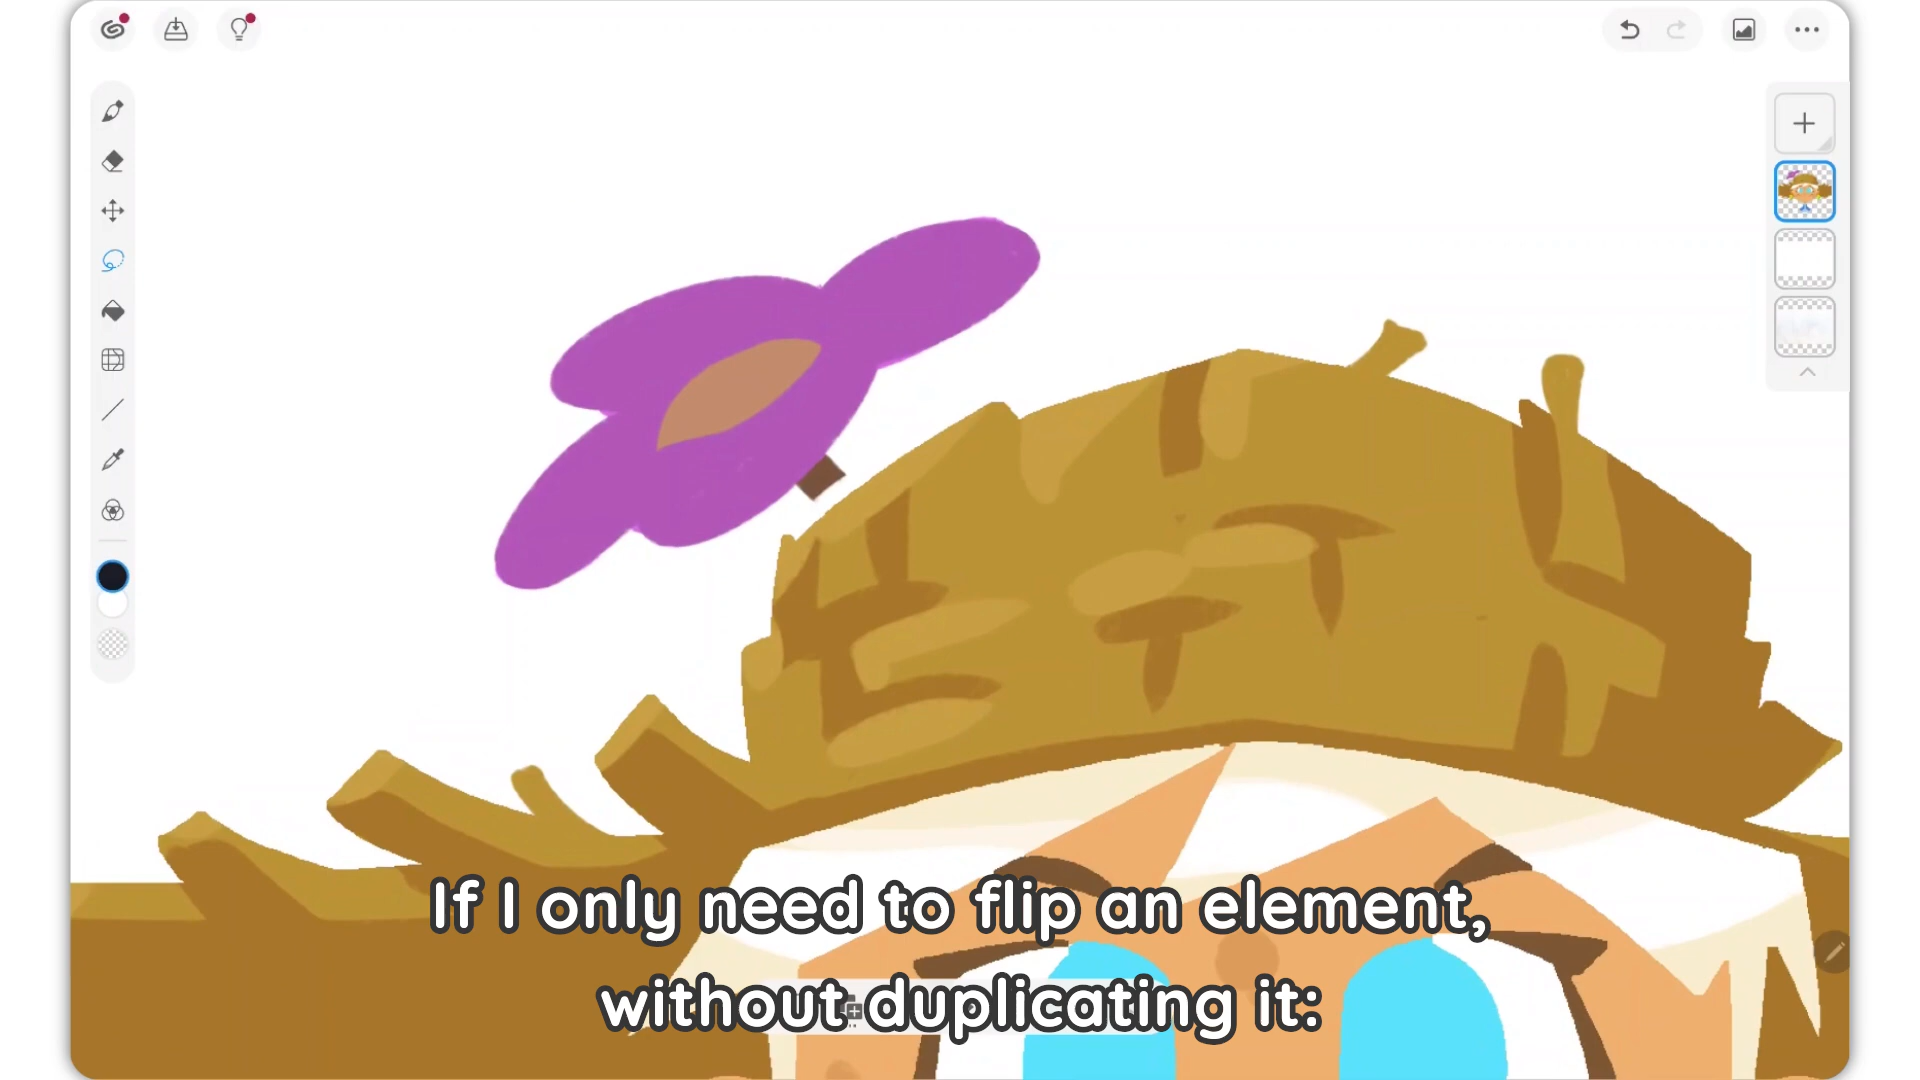 If I only need to flip an element,
without duplicating it: